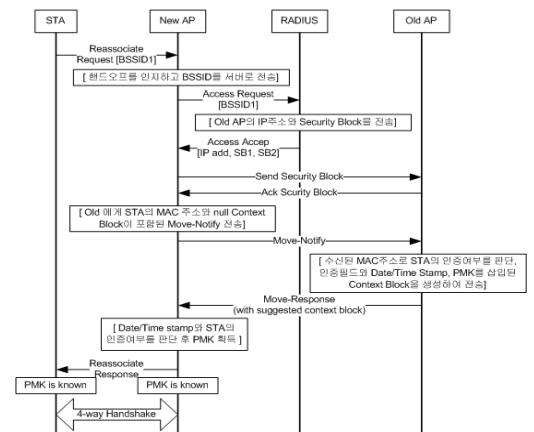 STA
New AP
RADIUS
Old AP
Reassociate
Request [BSSID1]
[ 핸드오프를 인지하고 BSSID를 서버로 전송]
Access Request
[BSSID1]
[ Old AP의 IP주소와 Security Block를 전송]
Access Accep
[IP add, SB1, SB2]
Send Security Block
Ack Scurity Block
[ Old 에게 STA의 MAC 주소와 null Context
Block이 포함된 Move-Notify 전송]
Move-Notify
[ 수신된 MAC주소로 STA의 인증여부를 판단,
인증필드와 Date/Time Stamp, PMK를 삽입된
Context Block을 생성하여 전송]
Move-Response
(with suggested context block)
[ Date/Time stamp와 STA의
인증여부를 판단 후 PMK 획득 ]
Reassociate
Response
PMK is known
PMK is known
4-way Handshake